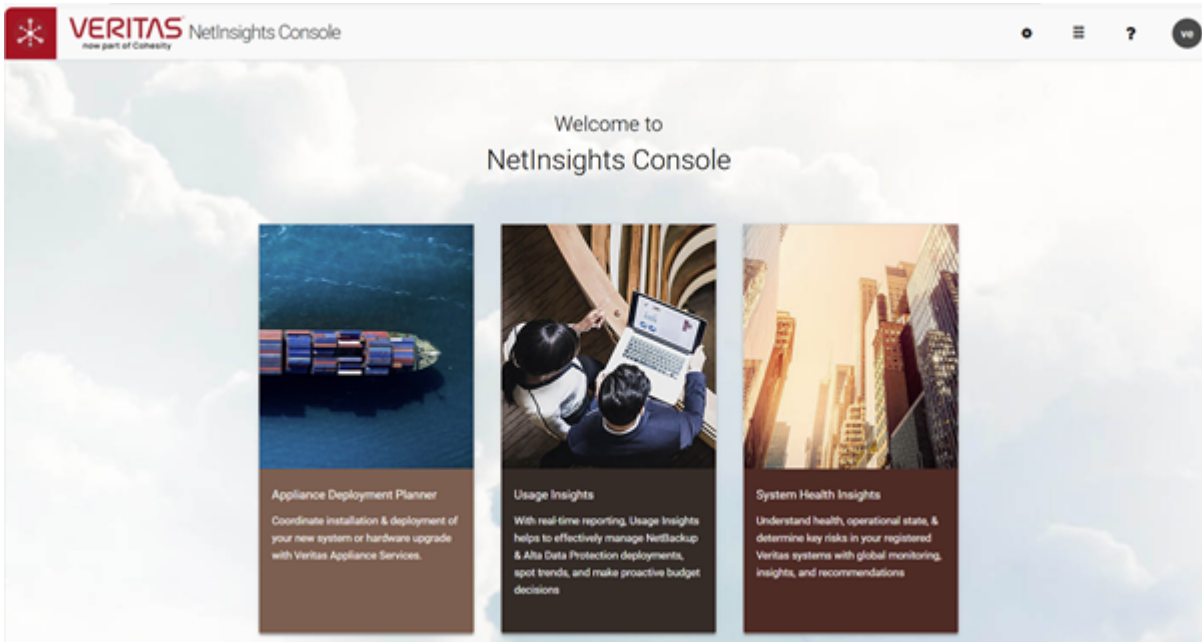 VERITAS NetInsights Console
now part of Cohesity
? ve
Welcome to
NetInsights Console
Appliance Deployment Planner
Coordinate installation & deployment of
your new system or hardware upgrade
with Veritas Appliance Services.
Usage Insights
With real-time reporting, Usage Insights
helps to effectively manage NetBackup
& Alta Data Protection deployments,
spot trends, and make proactive budget
decisions
System Health Insights
Understand health, operational state, &
determine key risks in your registered
Veritas systems with global monitoring,
insights, and recommendations